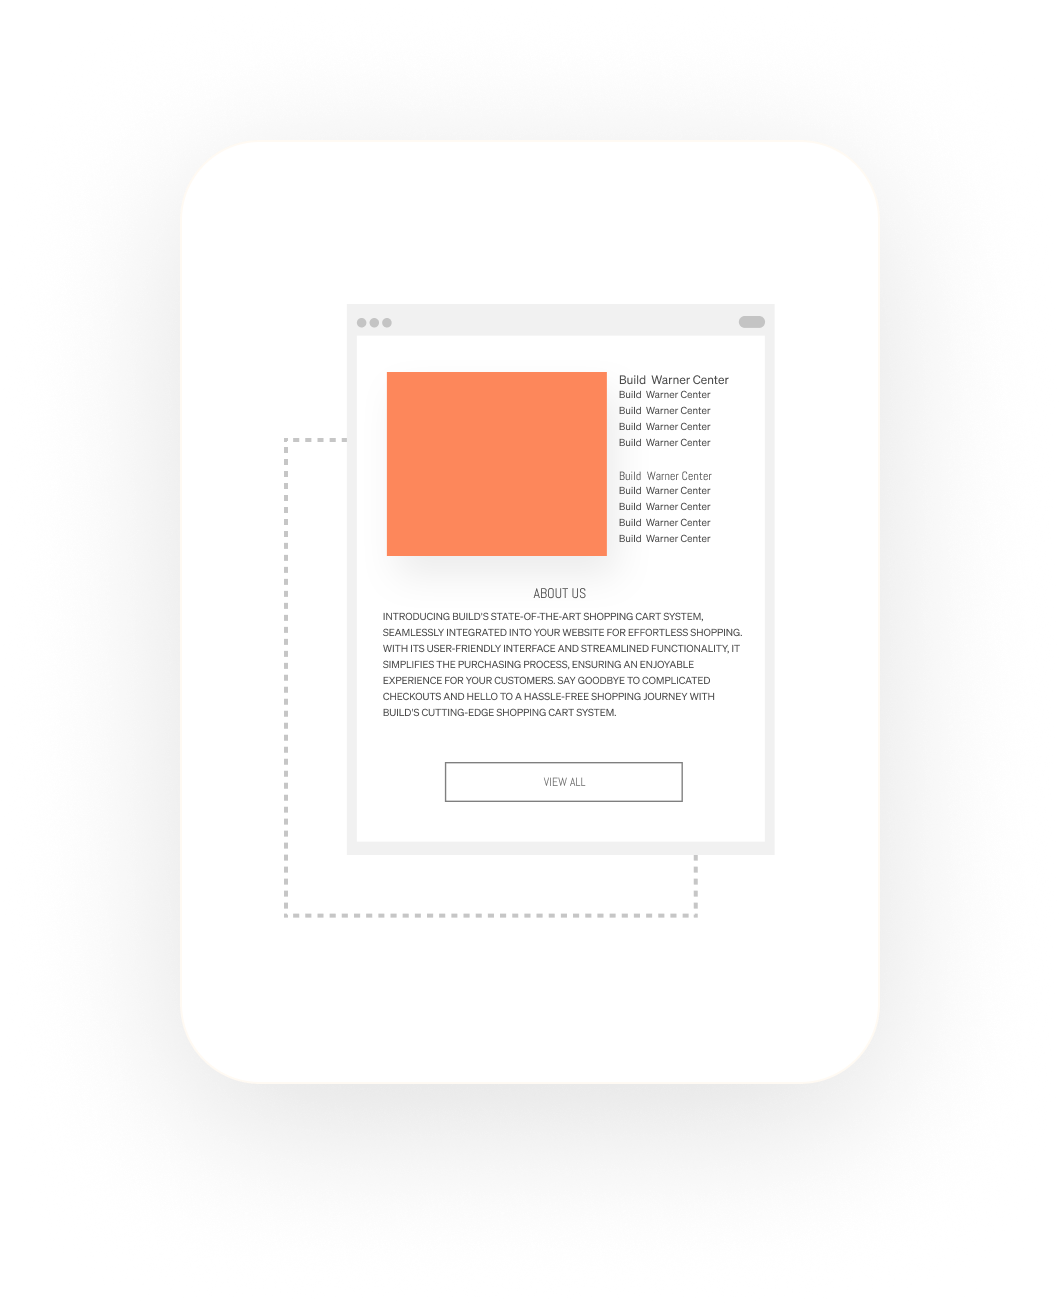 Build Warner Center
Build Warner Center
Build Warner Center
Build Warner Center
Build Warner Center
Build Warner Center
Build Warner Center
Build Warner Center
Build Warner Center
Build Warner Center
ABOUT US
INTRODUCING BUILD'S STATE-OF-THE-ART SHOPPING CART SYSTEM,
SEAMLESSLY INTEGRATED INTO YOUR WEBSITE FOR EFFORTLESS SHOPPING.
WITH ITS USER-FRIENDLY INTERFACE AND STREAMLINED FUNCTIONALITY, IT
SIMPLIFIES THE PURCHASING PROCESS, ENSURING AN ENJOYABLE
EXPERIENCE FOR YOUR CUSTOMERS. SAY GOODBYE TO COMPLICATED
CHECKOUTS AND HELLO TO A HASSLE-FREE SHOPPING JOURNEY WITH
BUILD'S CUTTING-EDGE SHOPPING CART SYSTEM.
VIEW ALL